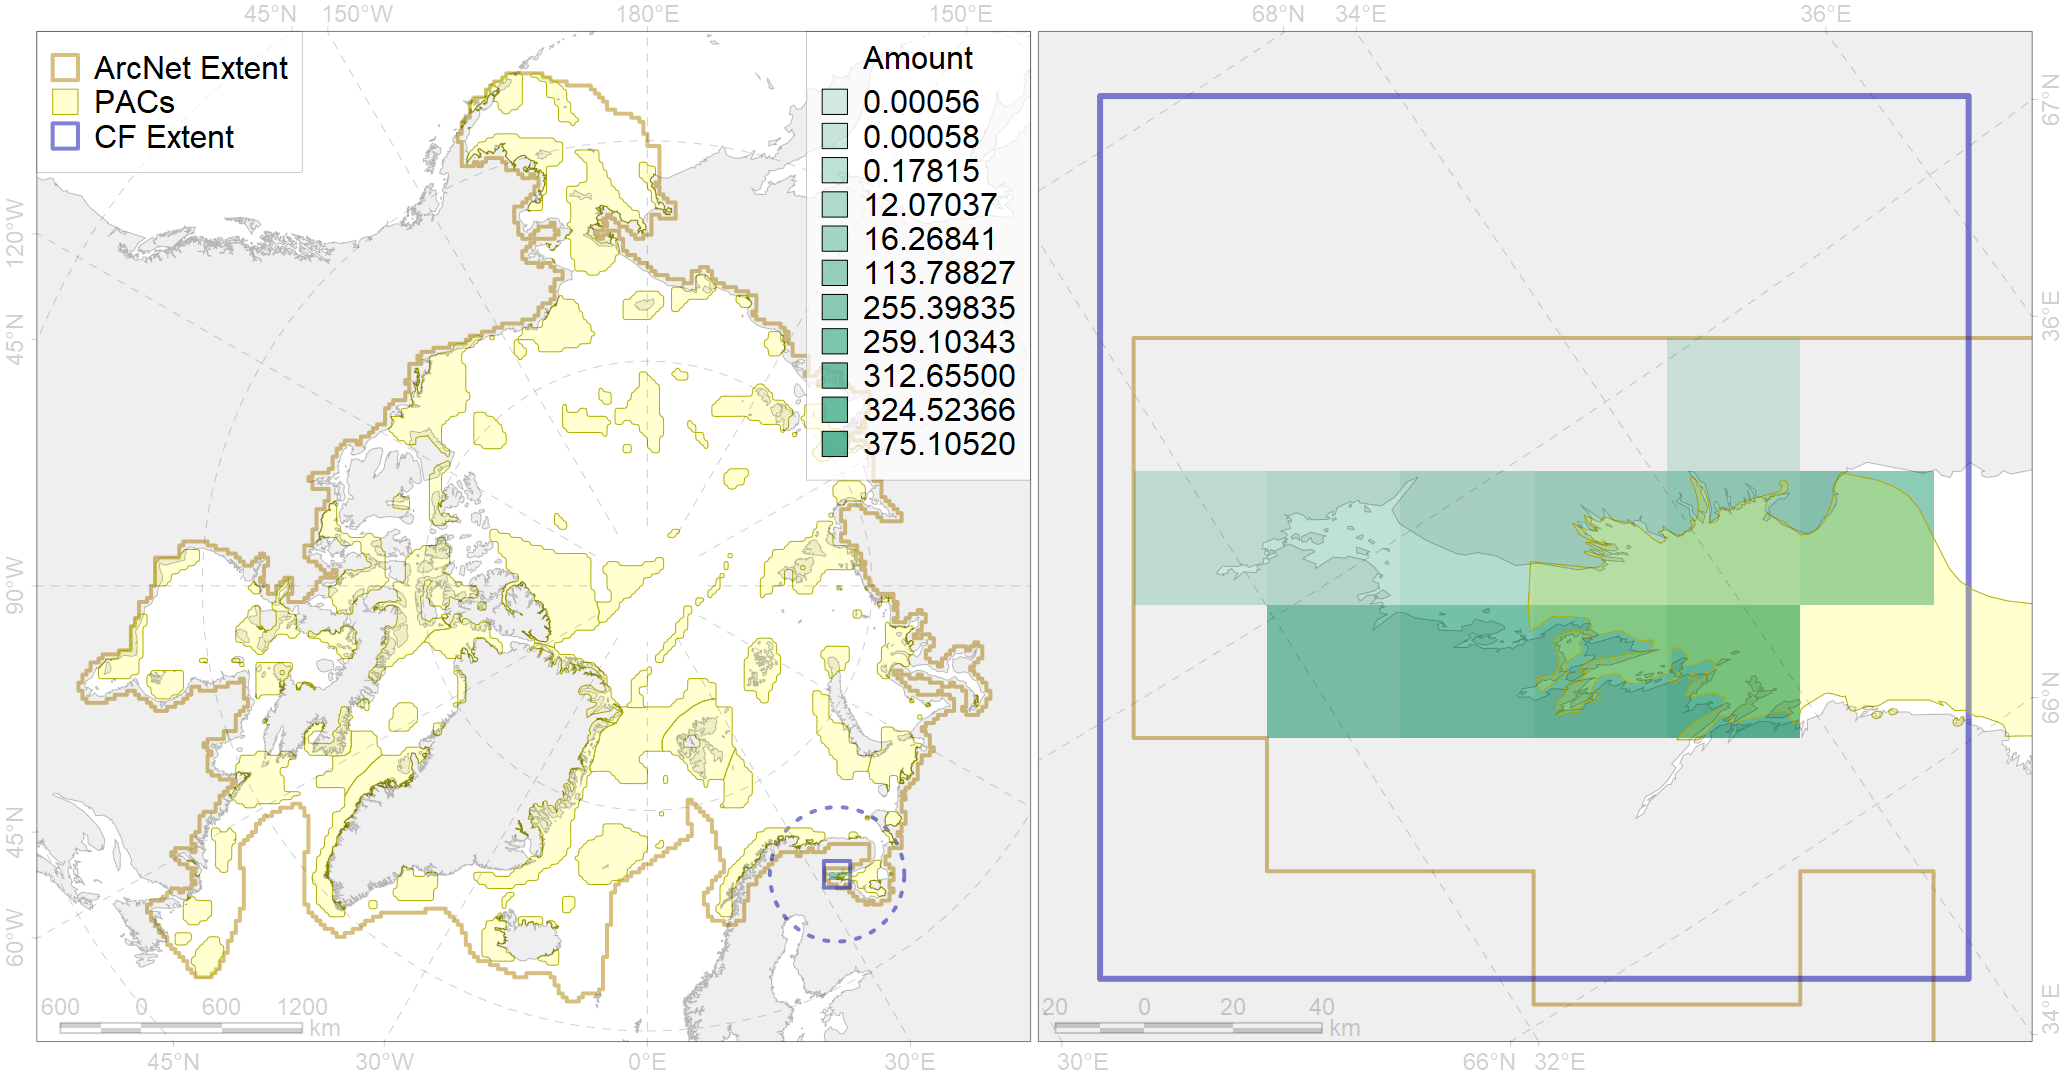 45°N 150°W 180°E 150°E 68°N 34°E 36°E
ArcNet Extent
PACs
CF Extent
Amount
0.00056
0.00058
0.17815
12.07037
16.26841
113.78827
255.39835
259.10343
312.65500
324.52366
375.10520
120°W
45°N
90°W
45°N
60°W
67°N
36°E
66°N
34°E
600 0 600 1200
km
20 0 20 40
km
45°N 30°W 0°E 30°E 30°E 66°N 32°E